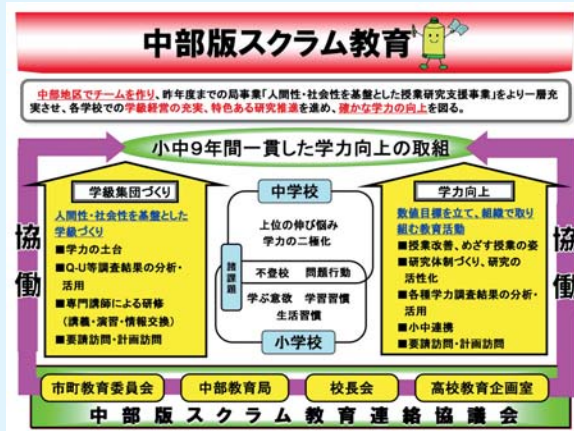 中部版スクラム教育
中部地区でチームを作り、昨年度までの局事業「人間性・社会性を基盤とした授業研究支援事業」をより一層充
実させ、各学校での学級経営の充実、特色ある研究推進を進め、確かな学力の向上を図る。
小中9年間一貫した学力向上の取組
協働
学級集団づくり
人間性・社会性を基盤とした
学級づくり
■学力の土台
■Q-U等調査結果の分析・
活用
■専門講師による研修
(講義・演習・情報交換)
■要請訪問・計画訪問
中学校
上位の伸び悩み
学力の二極化
諸課題
不登校 問題行動
学ぶ意欲 学習習慣
生活習慣
小学校
学力向上
数値目標を立て、組織で取り
組む教育活動
■授業改善、めざす授業の姿
■研究体制づくり、研究の
活性化
■各種学力調査結果の分析・
活用
■小中連携
■要請訪問・計画訪問
協働
市町教育委員会 中部教育局 校長会 高校教育企画室
中部版スクラム教育連絡協議会